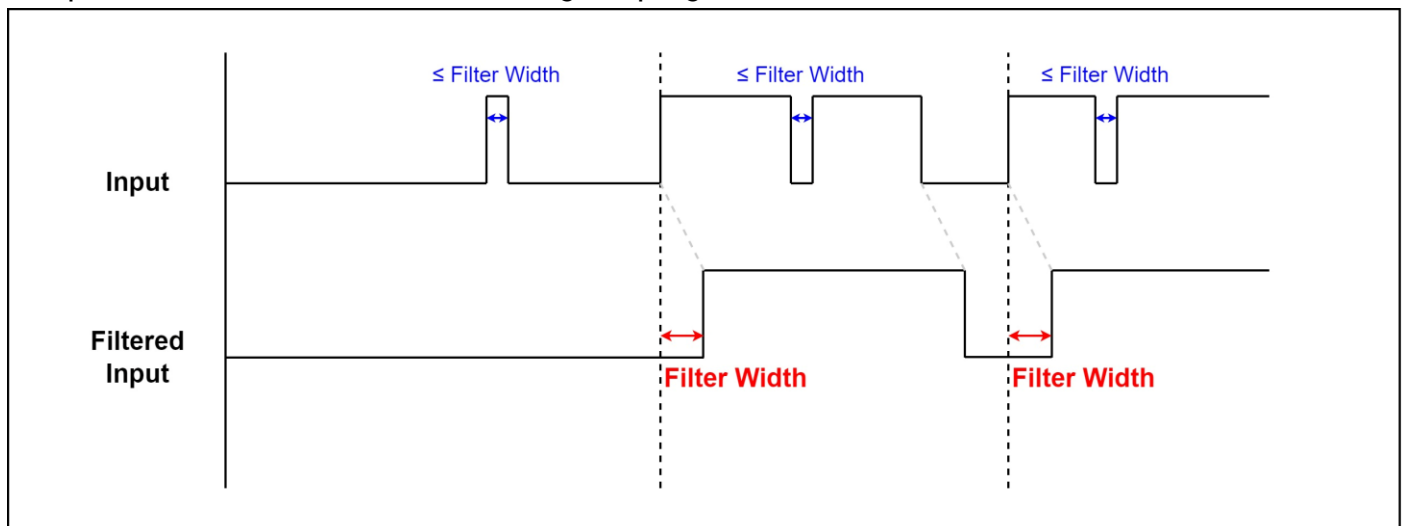 ≤ Filter Width
≤ Filter Width
≤ Filter Width
Input
Filtered
Input
Filter Width
Filter Width